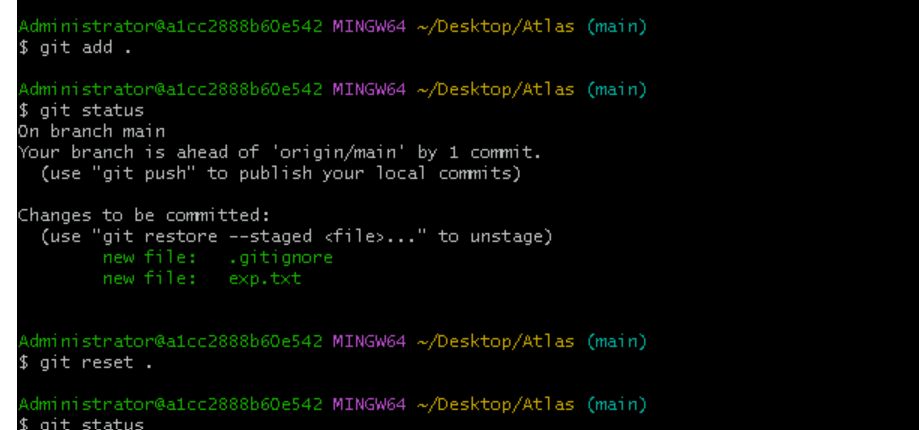 Administrator@a1cc2888b60e542 MINGW64 ~/Desktop/Atlas (main)
$ git add .
Administrator@a1cc2888b60e542 MINGW64 ~/Desktop/Atlas (main)
$ git status
On branch main
Your branch is ahead of 'origin/main' by 1 commit.
  (use "git push" to publish your local commits)
Changes to be committed:
  (use "git restore --staged <file>..." to unstage)
        new file:   .gitignore
        new file:   exp.txt
Administrator@a1cc2888b60e542 MINGW64 ~/Desktop/Atlas (main)
$ git reset .
Administrator@a1cc2888b60e542 MINGW64 ~/Desktop/Atlas (main)
$ git status